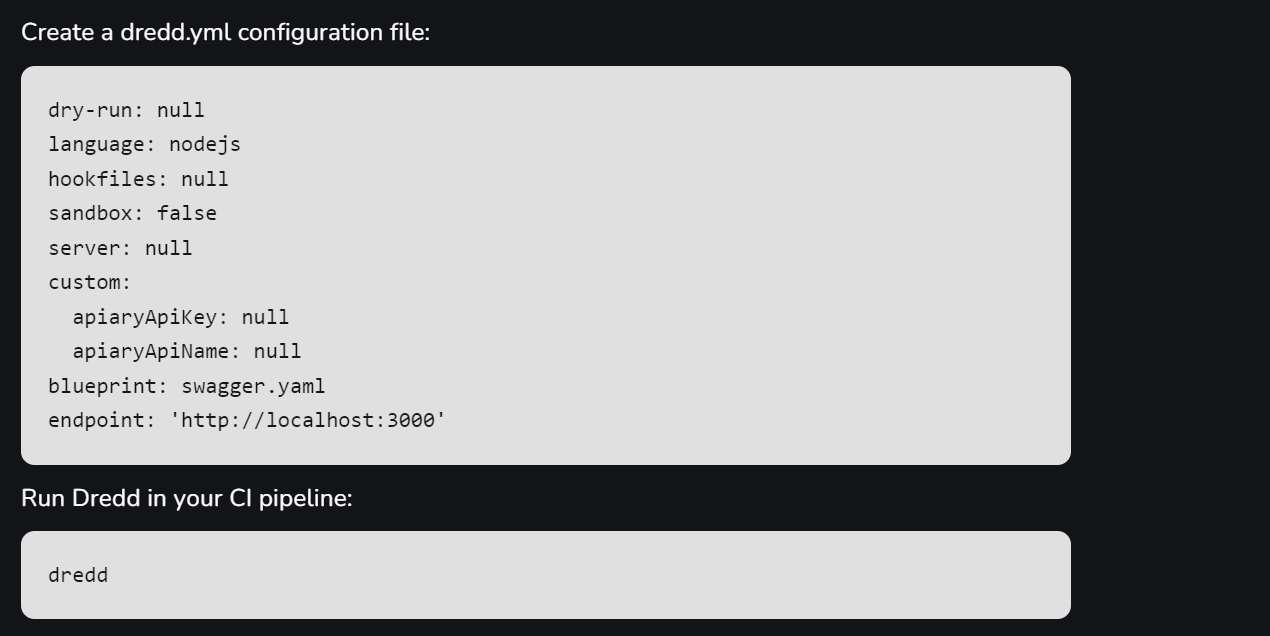 Create a dredd.yml configuration file:
dry-run: null
language: nodejs
hookfiles: null
sandbox: false
server: null
custom:
  apiaryApiKey: null
  apiaryApiName: null
blueprint: swagger.yaml
endpoint: 'http://localhost:3000'
Run Dredd in your CI pipeline:
dredd